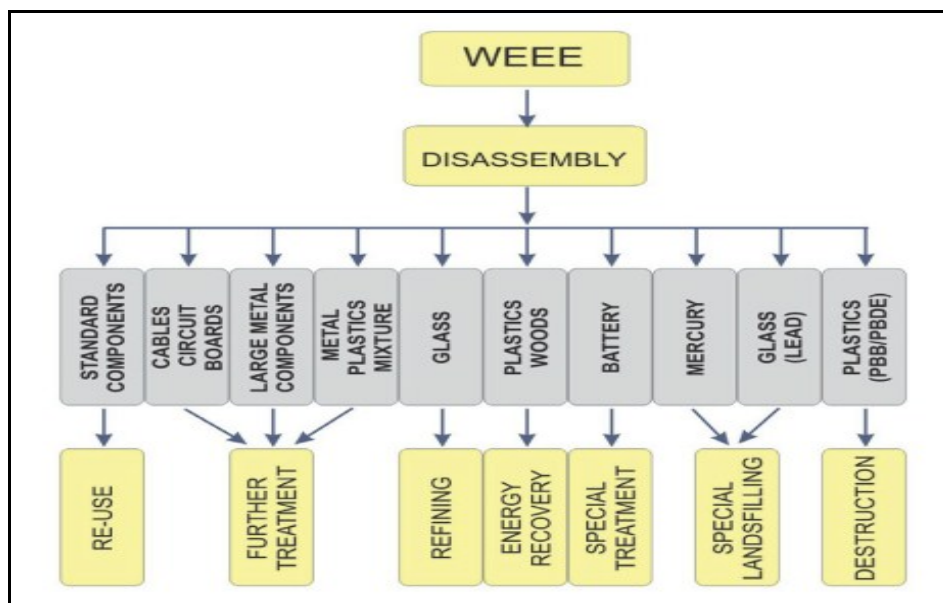 WEEE
DISASSEMBLY
STANDARD
COMPONENTS
CABLES
CIRCUIT
BOARDS
LARGE METAL
COMPONENTS
METAL
PLASTICS
MIXTURE
GLASS
PLASTICS
WOODS
BATTERY
MERCURY
GLASS
(LEAD)
PLASTICS
(PBB/PBDE)
RE-USE
FURTHER
TREATMENT
REFINING
ENERGY
RECOVERY
SPECIAL
TREATMENT
SPECIAL
LANDSFILLING
DESTRUCTION